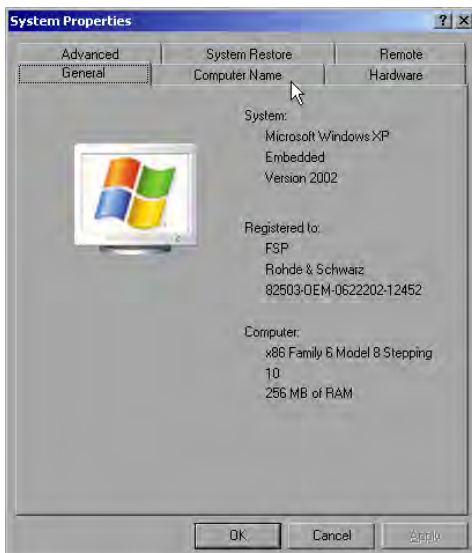 System Properties
Advanced System Restore Remote
General Computer Name Hardware
System:
Microsoft Windows XP
Embedded
Version 2002
Registered to:
FSP
Rohde & Schwarz
82503-OEM-0622202-12452
Computer:
x86 Family 6 Model 8 Stepping
10
256 MB of RAM
OK Cancel Apply